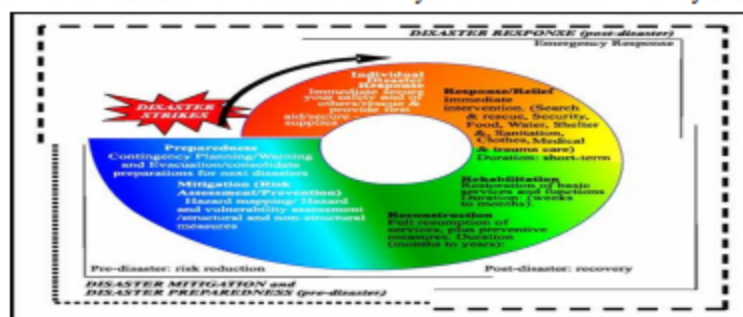 DISASTER RESPONSE (post-disaster)
Emergency Response
DISASTER
STRIKES
Individual
Disaster
Response
Immediate secure
your safety and of
others/rescue &
provide first
aid/secure
supplies
Response/Relief
Immediate
intervention. (Search
& rescue, Security,
Food, Water, Shelter
& Sanitation,
Clothes, Medical
& trauma care)
Duration: short-term
Preparedness
Contingency Planning/Warning
and Evacuation/consolidate
preparations for next disasters
Mitigation (Risk
Assessment/Prevention)
Hazard mapping/ Hazard
and vulnerability assessment
/structural and non-structural
measures
Rehabilitation
Restoration of basic
services and functions
Duration: (weeks
to months).
Reconstruction
Full resumption of
services, plus preventive
measures. Duration
(months to years):
Pre-disaster: risk reduction
Post-disaster: recovery
DISASTER MITIGATION and
DISASTER PREPAREDNESS (pre-disaster)